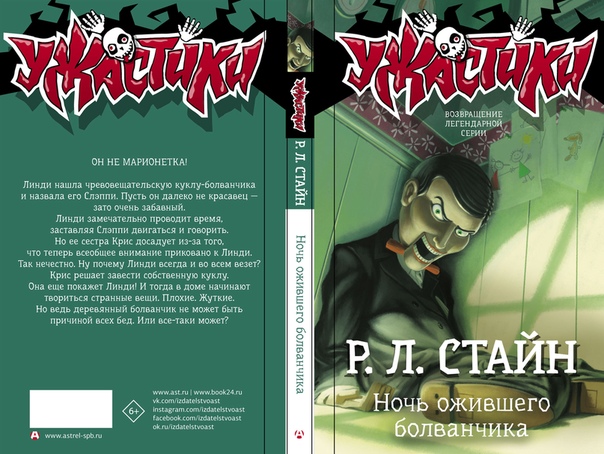 УЖАСТИКИ
ОН НЕ МАРИОНЕТКА!
Линди нашла чревовещательскую куклу-болванчика
и назвала его Слэппи. Пусть он далеко не красавец —
зато очень забавный.
Линди замечательно проводит время,
заставляя Слэппи двигаться и говорить.
Но ее сестра Крис досадует из-за того,
что теперь всеобщее внимание приковано к Линди.
Так нечестно. Ну почему Линди всегда и во всем везет?
Крис решает завести собственную куклу.
Она еще покажет Линди! И тогда в доме начинают
твориться странные вещи. Плохие. Жуткие.
Но ведь деревянный болванчик не может быть
причиной всех бед. Или все-таки может?
6+
www.ast.ru | www.book24.ru
vk.com/izdatelstvoast
instagram.com/izdatelstvoast
facebook.com/izdatelstvoast
ok.ru/izdatelstvoast
www.astrel-spb.ru
УЖАСТИКИ
Р. Л. СТАЙН
Ночь ожившего болванчика
УЖАСТИКИ
ВОЗВРАЩЕНИЕ
ЛЕГЕНДАРНОЙ
СЕРИИ
Р. Л. СТАЙН
Ночь ожившего
болванчика